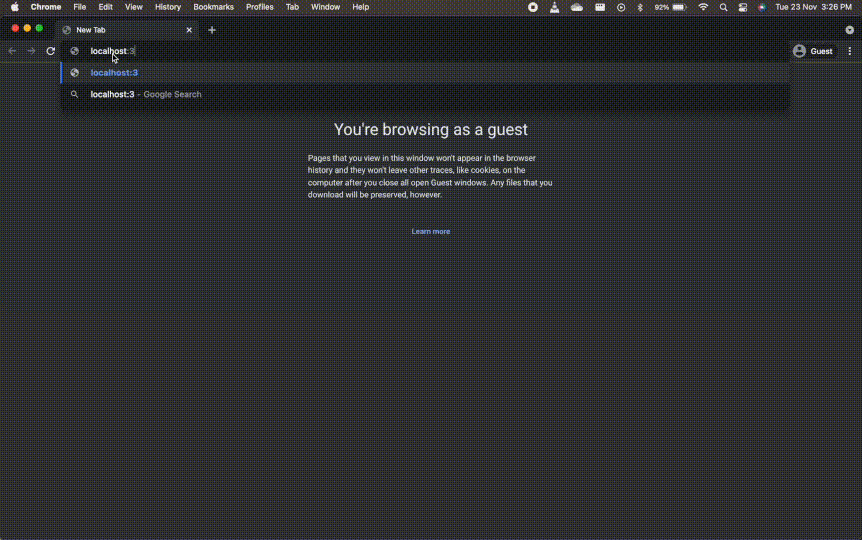 Chrome File Edit View History Bookmarks Profiles Tab Window Help 92% Tue 23 Nov 3:26 PM
New Tab
localhost:3 Guest
localhost:3
localhost:3 - Google Search
You're browsing as a guest
Pages that you view in this window won't appear in the browser
history and they won't leave other traces, like cookies, on the
computer after you close all open Guest windows. Any files that you
download will be preserved, however.
Learn more